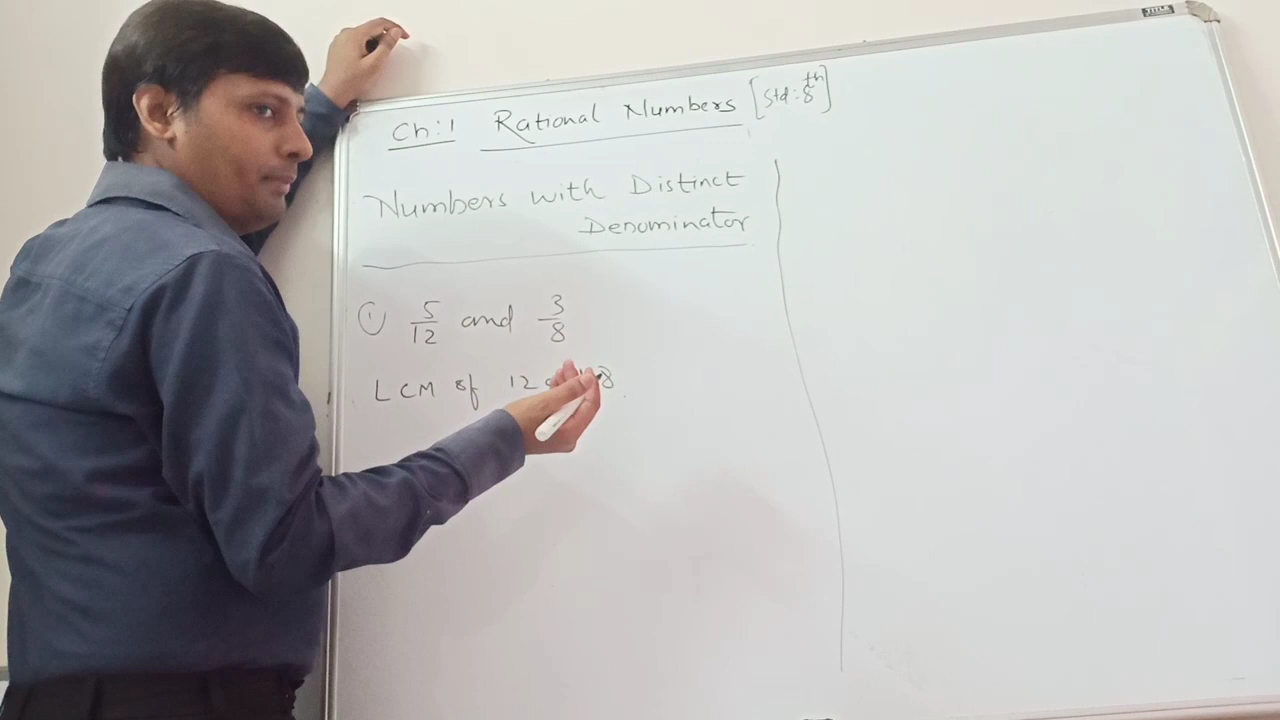 Ch:1 Rational Numbers [Std: 8th]
Numbers with Distinct
Denominator
① 5/12 and 3/8
LCM of 12 8